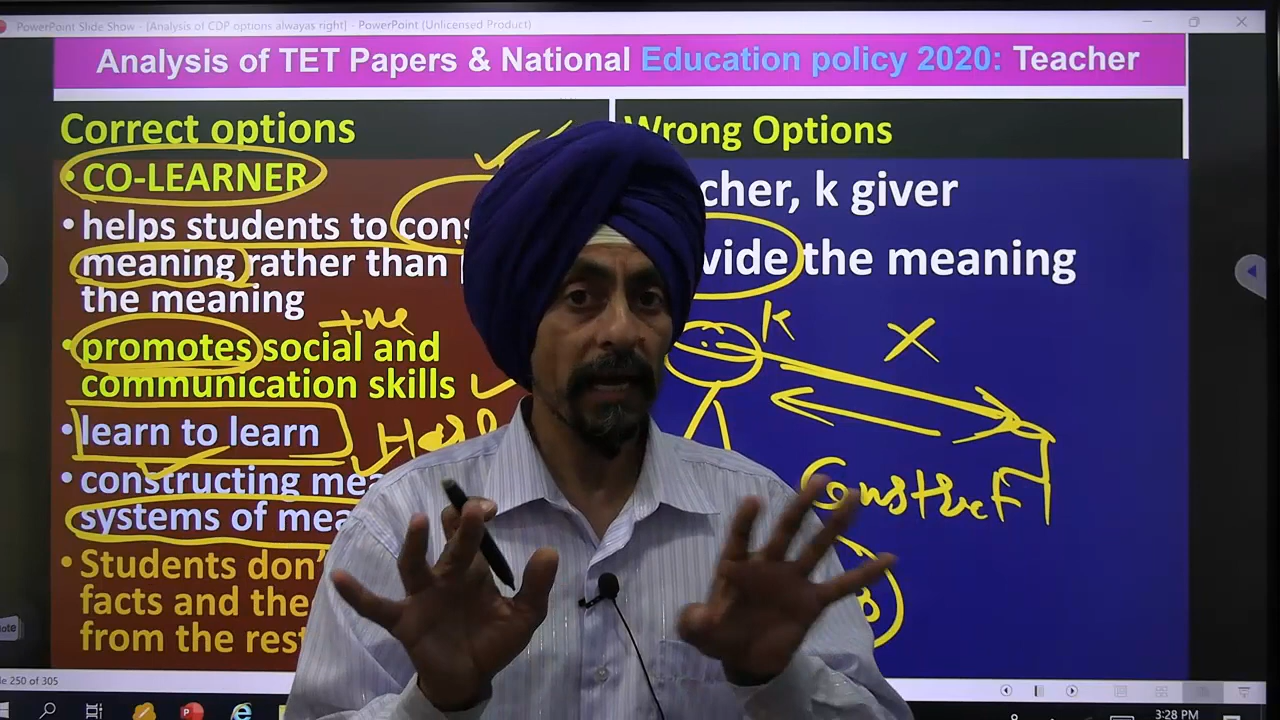 PowerPoint Slide Show - [Analysis of CDP options alwayas right] - PowerPoint (Unlicensed Product)
Analysis of TET Papers & National Education policy 2020: Teacher
Correct options
• CO-LEARNER
• helps students to cons
meaning rather than
the meaning
+ve
• promotes social and
communication skills
• learn to learn
• constructing mea
systems of mea
• Students don'
facts and the
from the rest
Wrong Options
cher, k giver
vide the meaning
K
X
Construct
8
250 of 305
3:28 PM